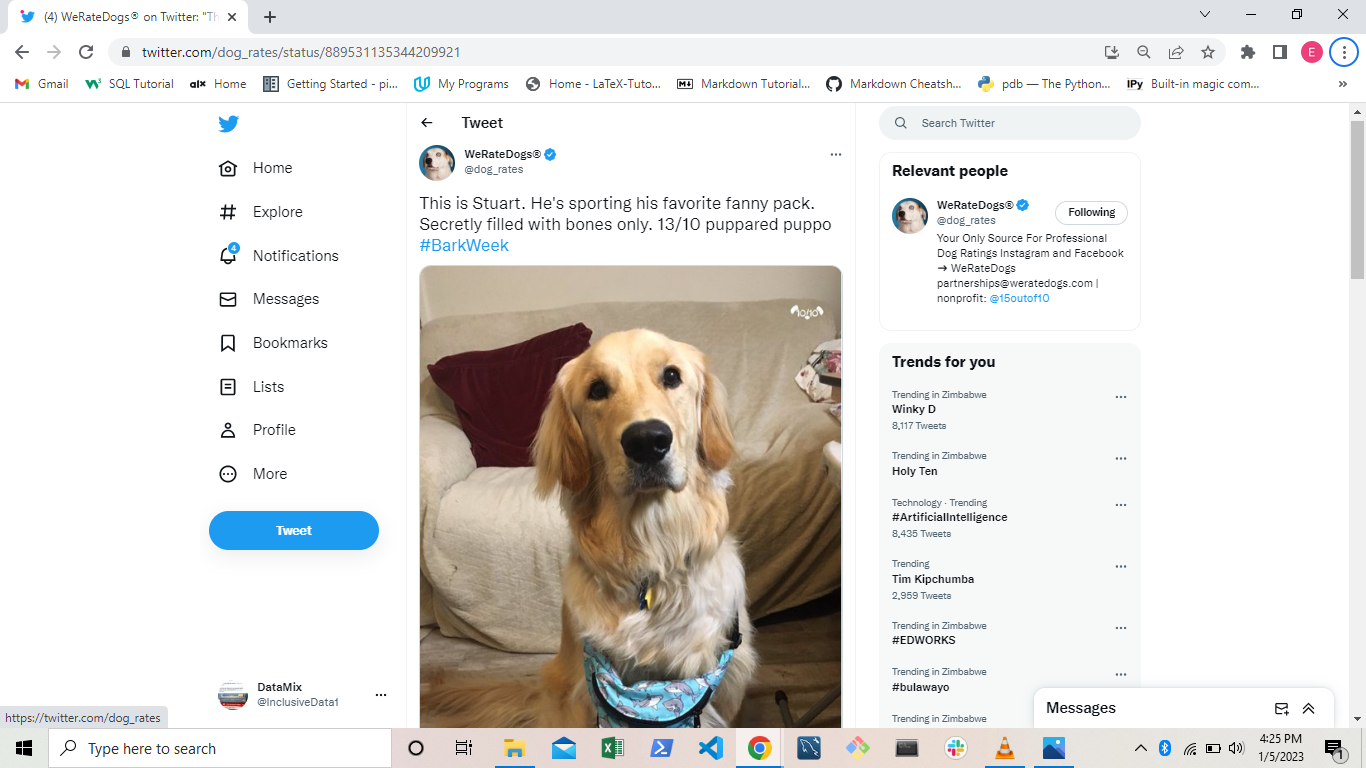 (4) WeRateDogs® on Twitter: "Th
twitter.com/dog_rates/status/889531135344209921
E
Gmail
SQL Tutorial
alx Home
Getting Started - pi...
My Programs
Home - LaTeX-Tuto...
Markdown Tutorial...
Markdown Cheatsh...
pdb — The Python...
IPy Built-in magic com...
»
Home
Explore
4
Notifications
Messages
Bookmarks
Lists
Profile
More
Tweet
DataMix
@InclusiveData1
https://twitter.com/dog_rates
Tweet
WeRateDogs®
@dog_rates
This is Stuart. He's sporting his favorite fanny pack.
Secretly filled with bones only. 13/10 puppared puppo
#BarkWeek
10/10
Search Twitter
Relevant people
WeRateDogs®
@dog_rates
Following
Your Only Source For Professional
Dog Ratings Instagram and Facebook
➜ WeRateDogs
partnerships@weratedogs.com |
nonprofit: @15outof10
Trends for you
Trending in Zimbabwe
Winky D
8,117 Tweets
Trending in Zimbabwe
Holy Ten
Technology · Trending
#ArtificialIntelligence
8,435 Tweets
Trending
Tim Kipchumba
2,959 Tweets
Trending in Zimbabwe
#EDWORKS
Trending in Zimbabwe
#bulawayo
Trending in Zimbabwe
Messages
Type here to search
4:25 PM
1/5/2023
1